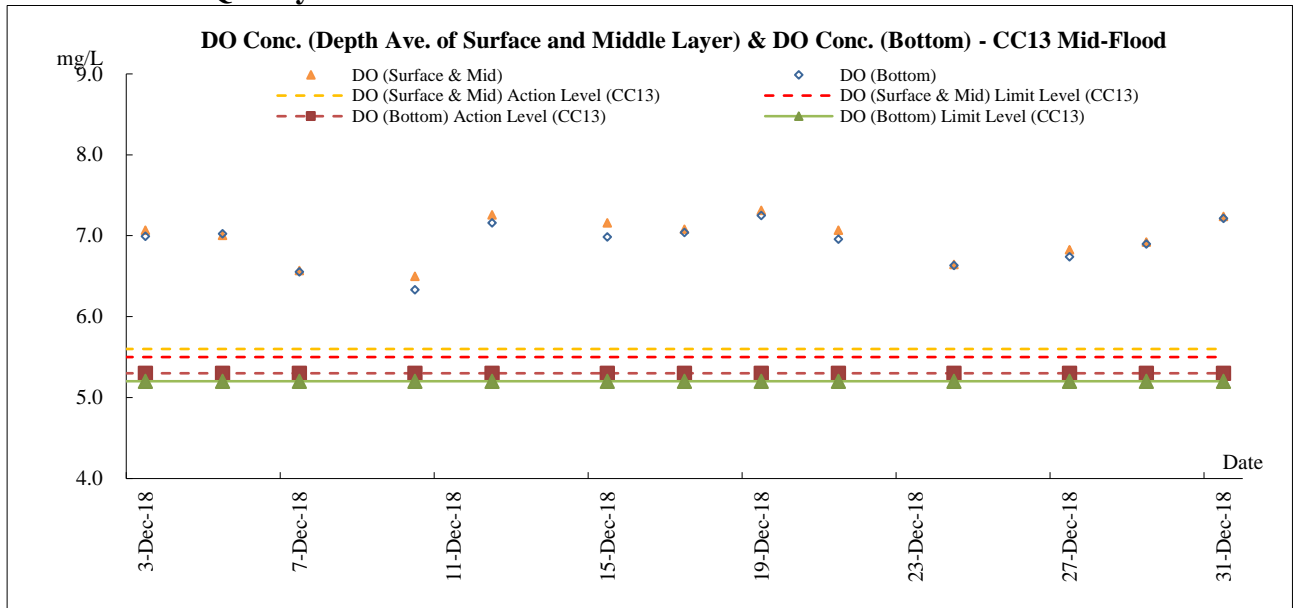 DO Conc. (Depth Ave. of Surface and Middle Layer) & DO Conc. (Bottom) - CC13 Mid-Flood
mg/L
DO (Surface & Mid)
DO (Bottom)
DO (Surface & Mid) Action Level (CC13)
DO (Surface & Mid) Limit Level (CC13)
DO (Bottom) Action Level (CC13)
DO (Bottom) Limit Level (CC13)
9.0
8.0
7.0
6.0
5.0
4.0
Date
3-Dec-18
7-Dec-18
11-Dec-18
15-Dec-18
19-Dec-18
23-Dec-18
27-Dec-18
31-Dec-18